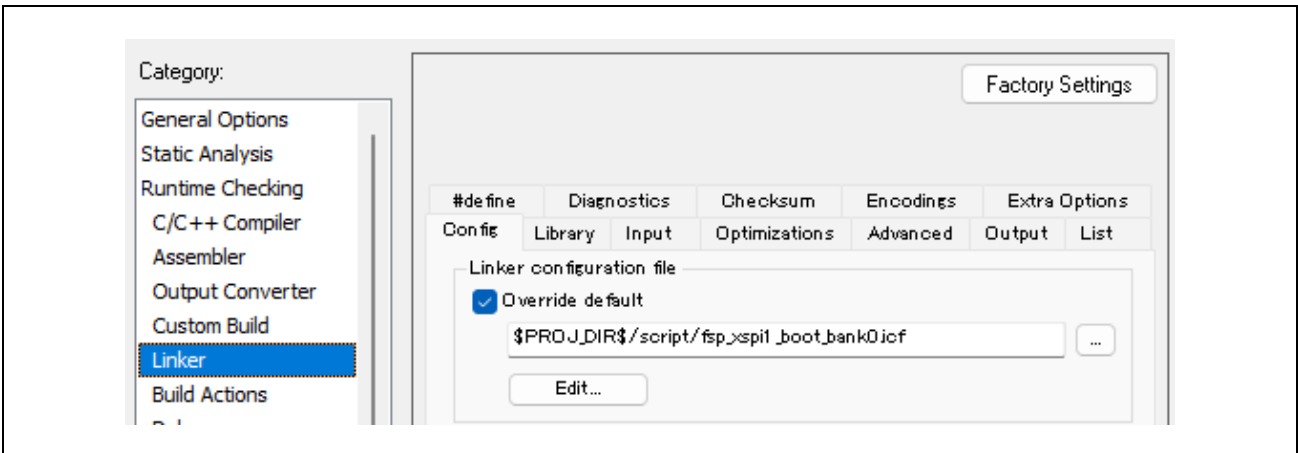 Category:
Factory Settings
General Options
Static Analysis
Runtime Checking
C/C++ Compiler
Assembler
Output Converter
Custom Build
Linker
Build Actions
#define Diagnostics Checksum Encodings Extra Options
Config Library Input Optimizations Advanced Output List
Linker configuration file
Override default
$PROJ_DIR$/script/fsp_xspi1_boot_bank0.icf
...
Edit...